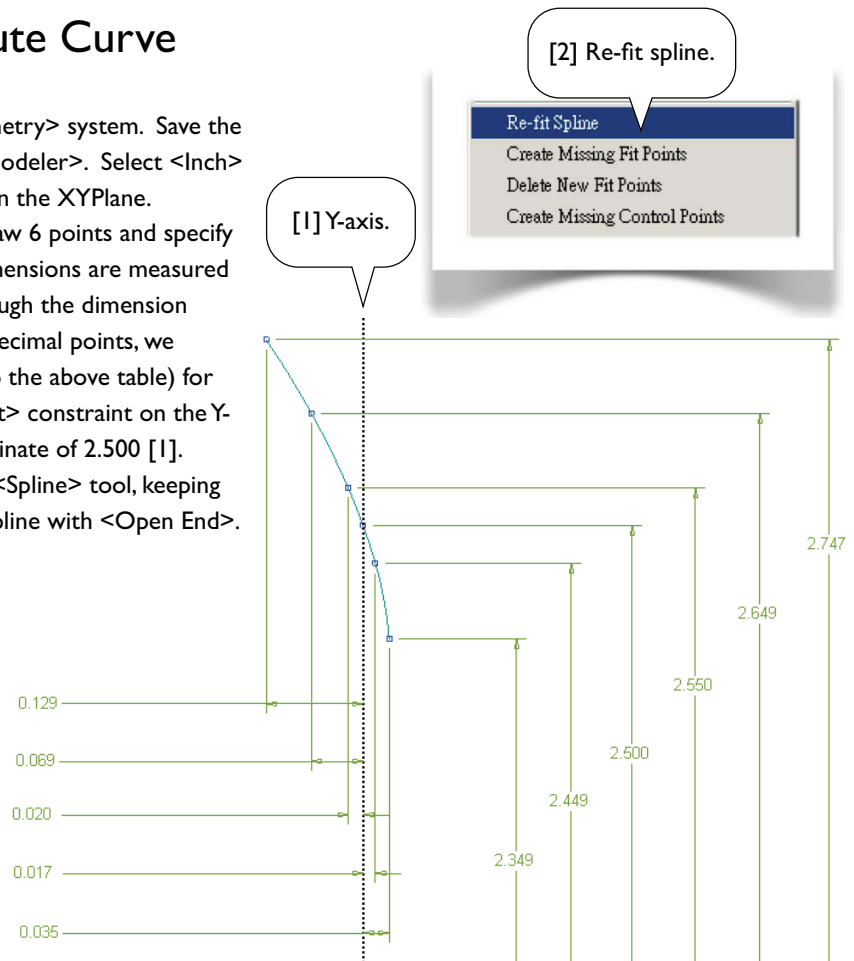 ute Curve
[2] Re-fit spline.
Re-fit Spline
Create Missing Fit Points
Delete New Fit Points
Create Missing Control Points
etry> system. Save the
odeler>. Select <Inch>
n the XYPlane.
aw 6 points and specify
mensions are measured
ugh the dimension
ecimal points, we
o the above table) for
t> constraint on the Y-
inate of 2.500 [1].
<Spline> tool, keeping
pline with <Open End>.
[1] Y-axis.
2.747
2.649
2.550
2.500
2.449
2.349
0.129
0.069
0.020
0.017
0.035